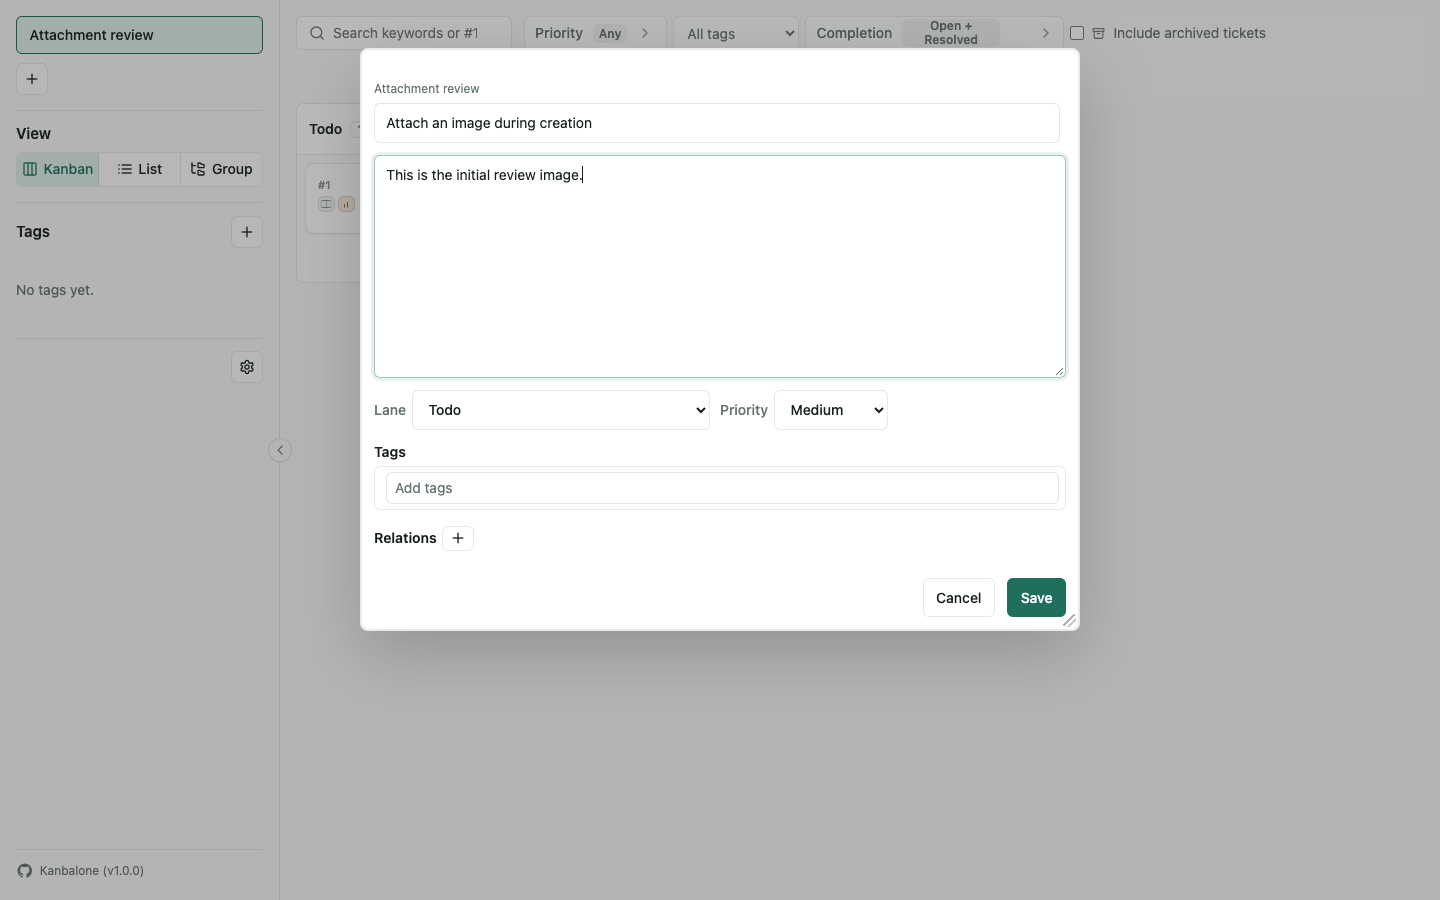 Attachment review
View
Kanban
List
Group
Tags
No tags yet.
Kanbalone (v1.0.0)
Search keywords or #1
Priority
Any
All tags
Completion
Open +
Resolved
Include archived tickets
Todo
#1
Attachment review
Attach an image during creation
This is the initial review image.
Lane
Todo
Priority
Medium
Tags
Add tags
Relations
Cancel
Save